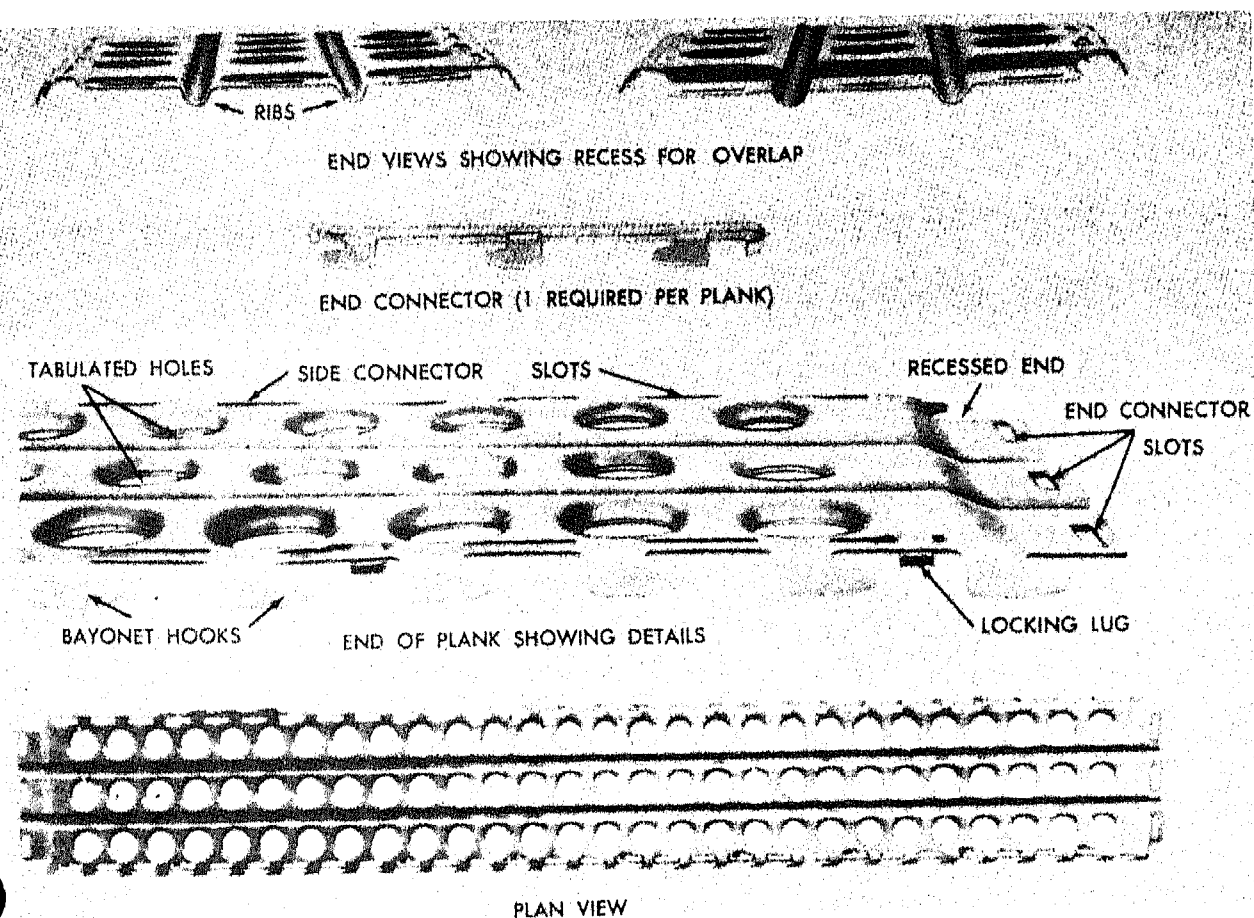 RIBS
END VIEWS SHOWING RECESS FOR OVERLAP
END CONNECTOR (1 REQUIRED PER PLANK)
TABULATED HOLES
SIDE CONNECTOR
SLOTS
RECESSED END
END CONNECTOR
SLOTS
BAYONET HOOKS
END OF PLANK SHOWING DETAILS
LOCKING LUG
PLAN VIEW